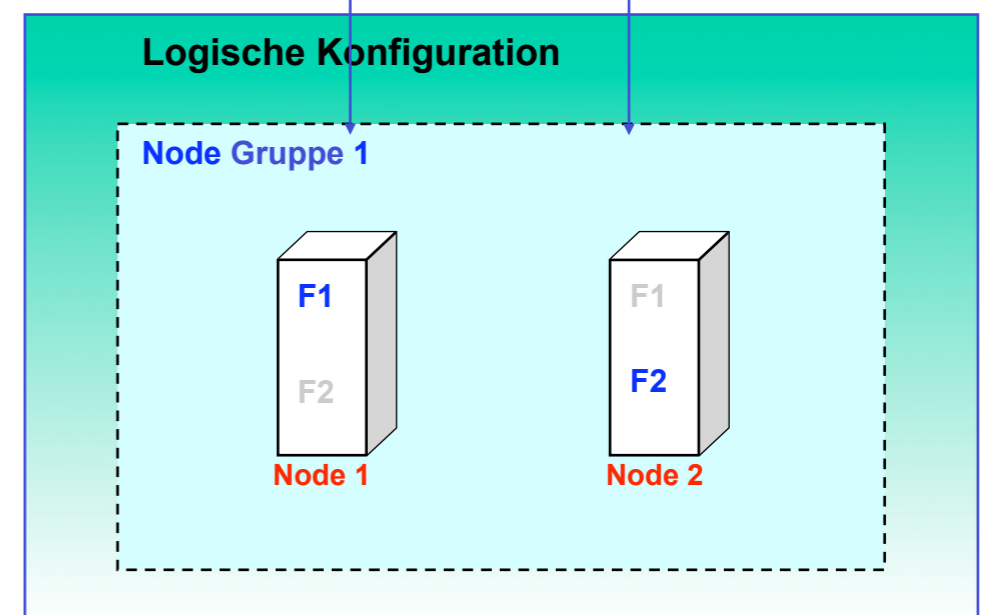 Logische Konfiguration
Node Gruppe 1
F1
F2
Node 1
F1
F2
Node 2